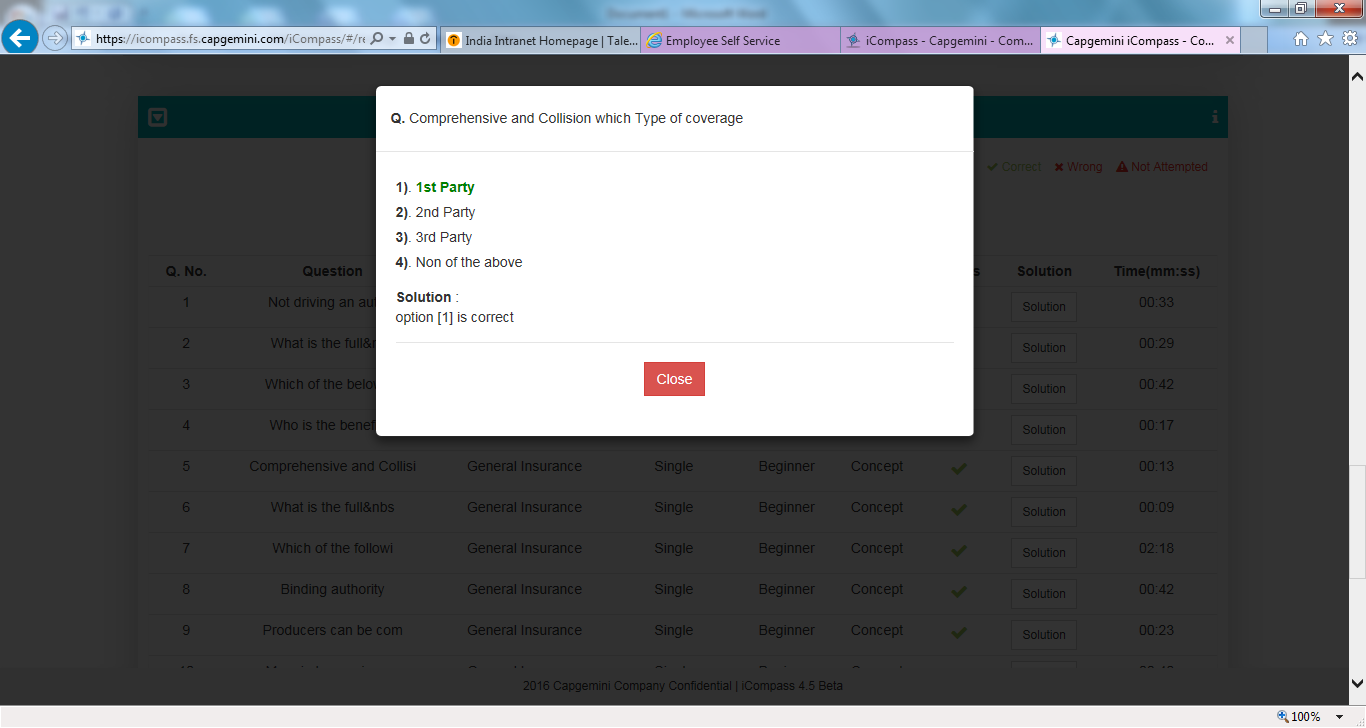 https://icompass.fs.capgemini.com/iCompass/#/re
India Intranet Homepage | Tale...
Employee Self Service
iCompass - Capgemini - Com...
Capgemini iCompass - Co...
Q. Comprehensive and Collision which Type of coverage
1). 1st Party
2). 2nd Party
3). 3rd Party
4). Non of the above
Solution :
option [1] is correct
Close
Correct Wrong Not Attempted
Q. No. Question s Solution Time(mm:ss)
1 Not driving an au Solution 00:33
2 What is the full&n Solution 00:29
3 Which of the belo Solution 00:42
4 Who is the benef Solution 00:17
5 Comprehensive and Collisi General Insurance Single Beginner Concept Solution 00:13
6 What is the full&nbs General Insurance Single Beginner Concept Solution 00:09
7 Which of the followi General Insurance Single Beginner Concept Solution 02:18
8 Binding authority General Insurance Single Beginner Concept Solution 00:42
9 Producers can be com General Insurance Single Beginner Concept Solution 00:23
2016 Capgemini Company Confidential | iCompass 4.5 Beta
100%